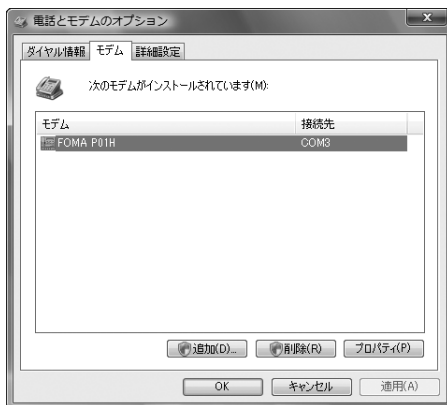 電話とモデムのオプション
ダイヤル情報 モデム 詳細設定
次のモデムがインストールされています(M):
モデム 接続先
FOMA P01H COM3
追加(D)... 削除(R) プロパティ(P)
OK キャンセル 適用(A)